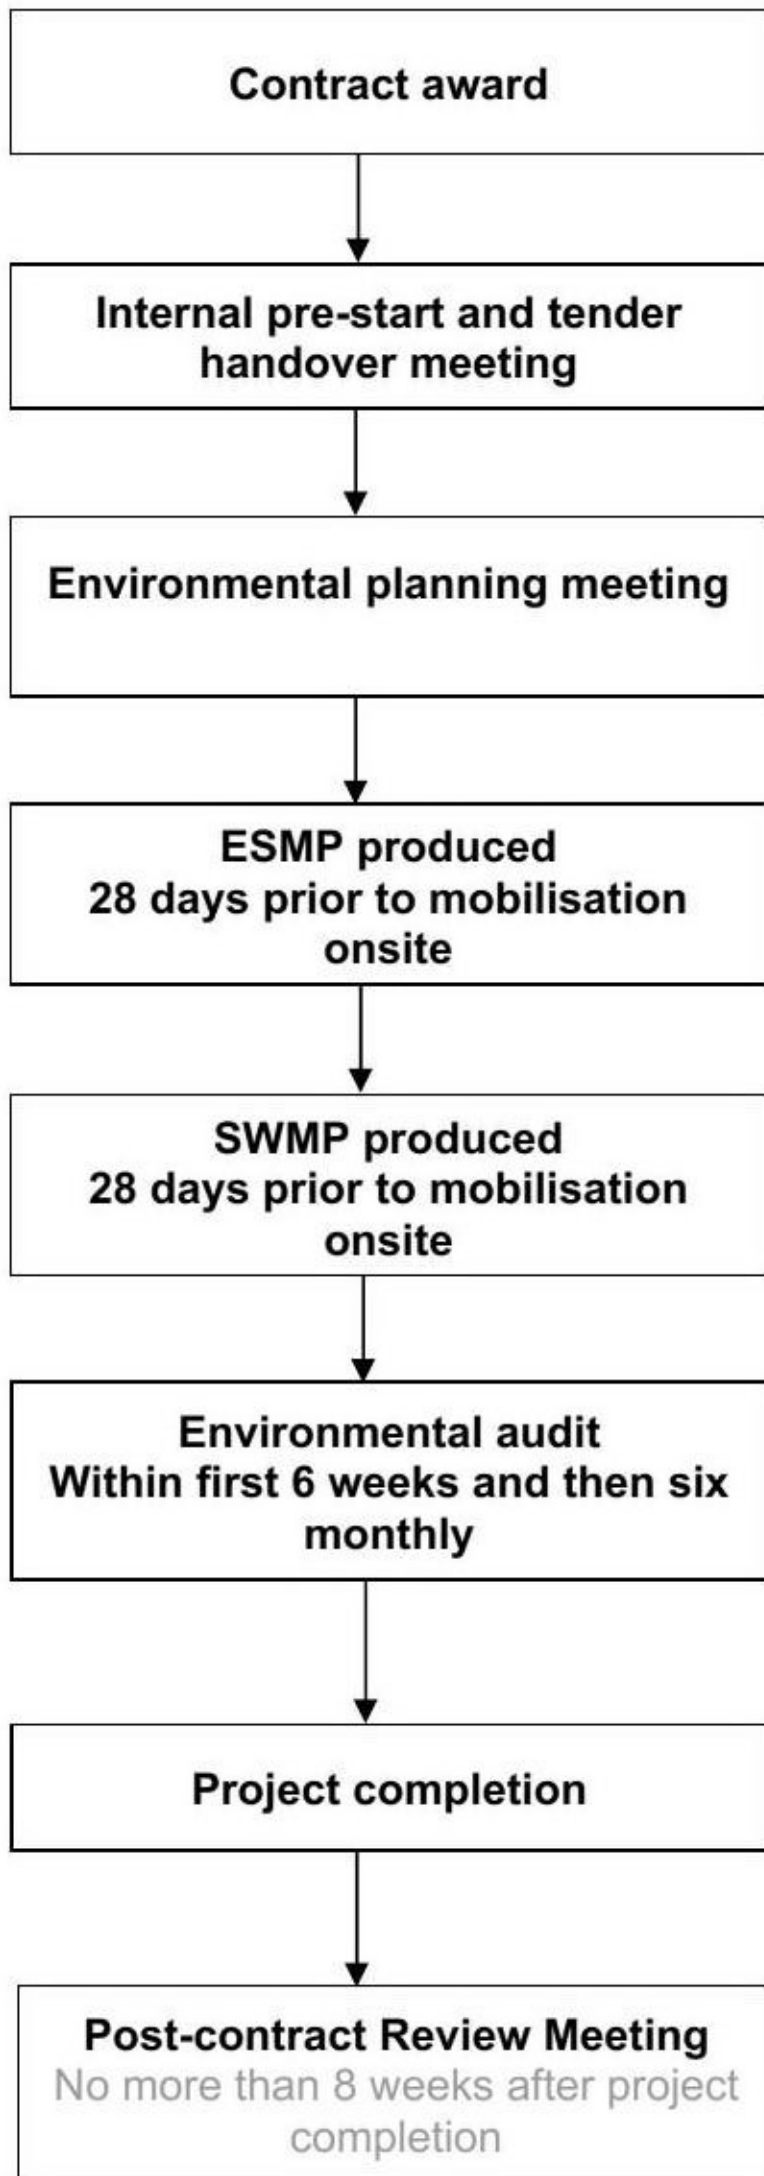 Contract award
Internal pre-start and tender
handover meeting
Environmental planning meeting
ESMP produced
28 days prior to mobilisation
onsite
SWMP produced
28 days prior to mobilisation
onsite
Environmental audit
Within first 6 weeks and then six
monthly
Project completion
Post-contract Review Meeting
No more than 8 weeks after project
completion